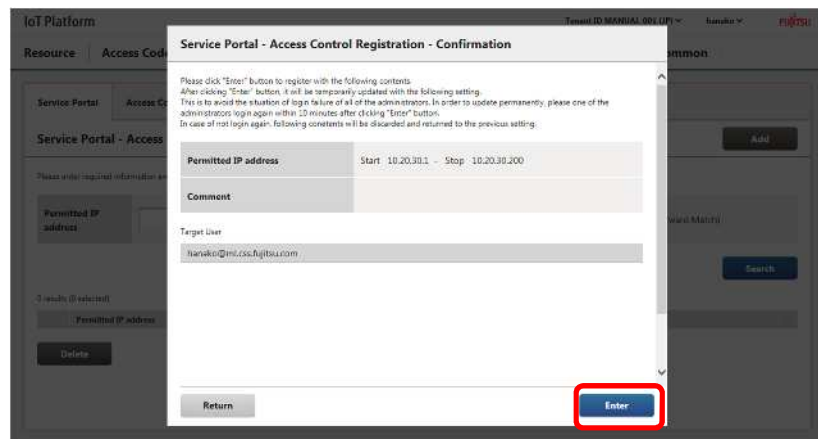 IoT Platform
Tenant ID MANUAL 001 (JP)
hanako
FUJITSU
Resource
Access Code
mmon
Service Portal
Access Co
Service Portal - Access
Add
Please enter required information an
Permitted IP
address
ward Match)
Search
0 results (0 selected)
Permitted IP address
Delete
Service Portal - Access Control Registration - Confirmation
Please click "Enter" button to register with the following contents.
After clicking "Enter" button, it will be temporarily updated with the following setting.
This is to avoid the situation of login failure of all of the administrators. In order to update permanently, please one of the
administrators login again within 10 minutes after clicking "Enter" button.
In case of not login again, following conetents will be discarded and returned to the previous setting.
Permitted IP address
Start 10.20.30.1 - Stop 10.20.30.200
Comment
Target User
hanako@ml.css.fujitsu.com
Return
Enter